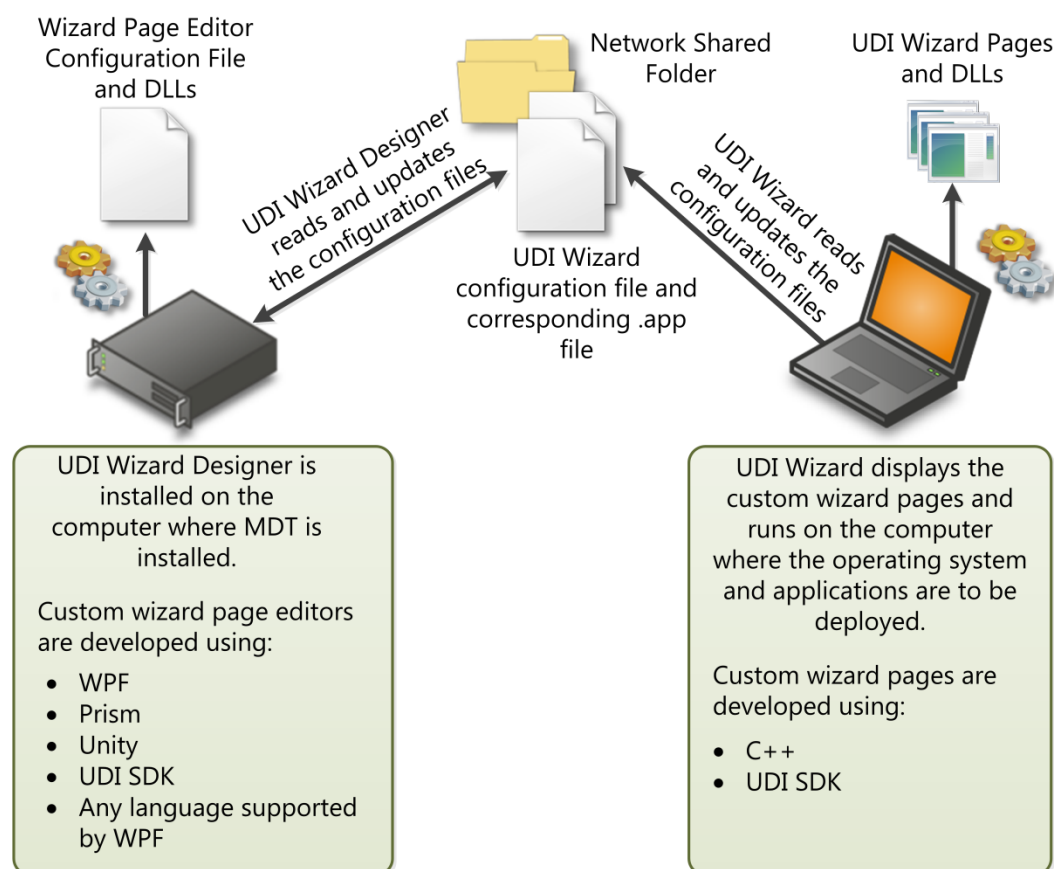 Wizard Page Editor
Configuration File
and DLLs
Network Shared
Folder
UDI Wizard Pages
and DLLs
UDI Wizard Designer
reads and updates
the configuration files
UDI Wizard reads
and updates the
configuration files
UDI Wizard
configuration file and
corresponding .app
file
UDI Wizard Designer is
installed on the
computer where MDT is
installed.
Custom wizard page editors
are developed using:
• WPF
• Prism
• Unity
• UDI SDK
• Any language supported
by WPF
UDI Wizard displays the
custom wizard pages and
runs on the computer
where the operating system
and applications are to be
deployed.
Custom wizard pages are
developed using:
• C++
• UDI SDK